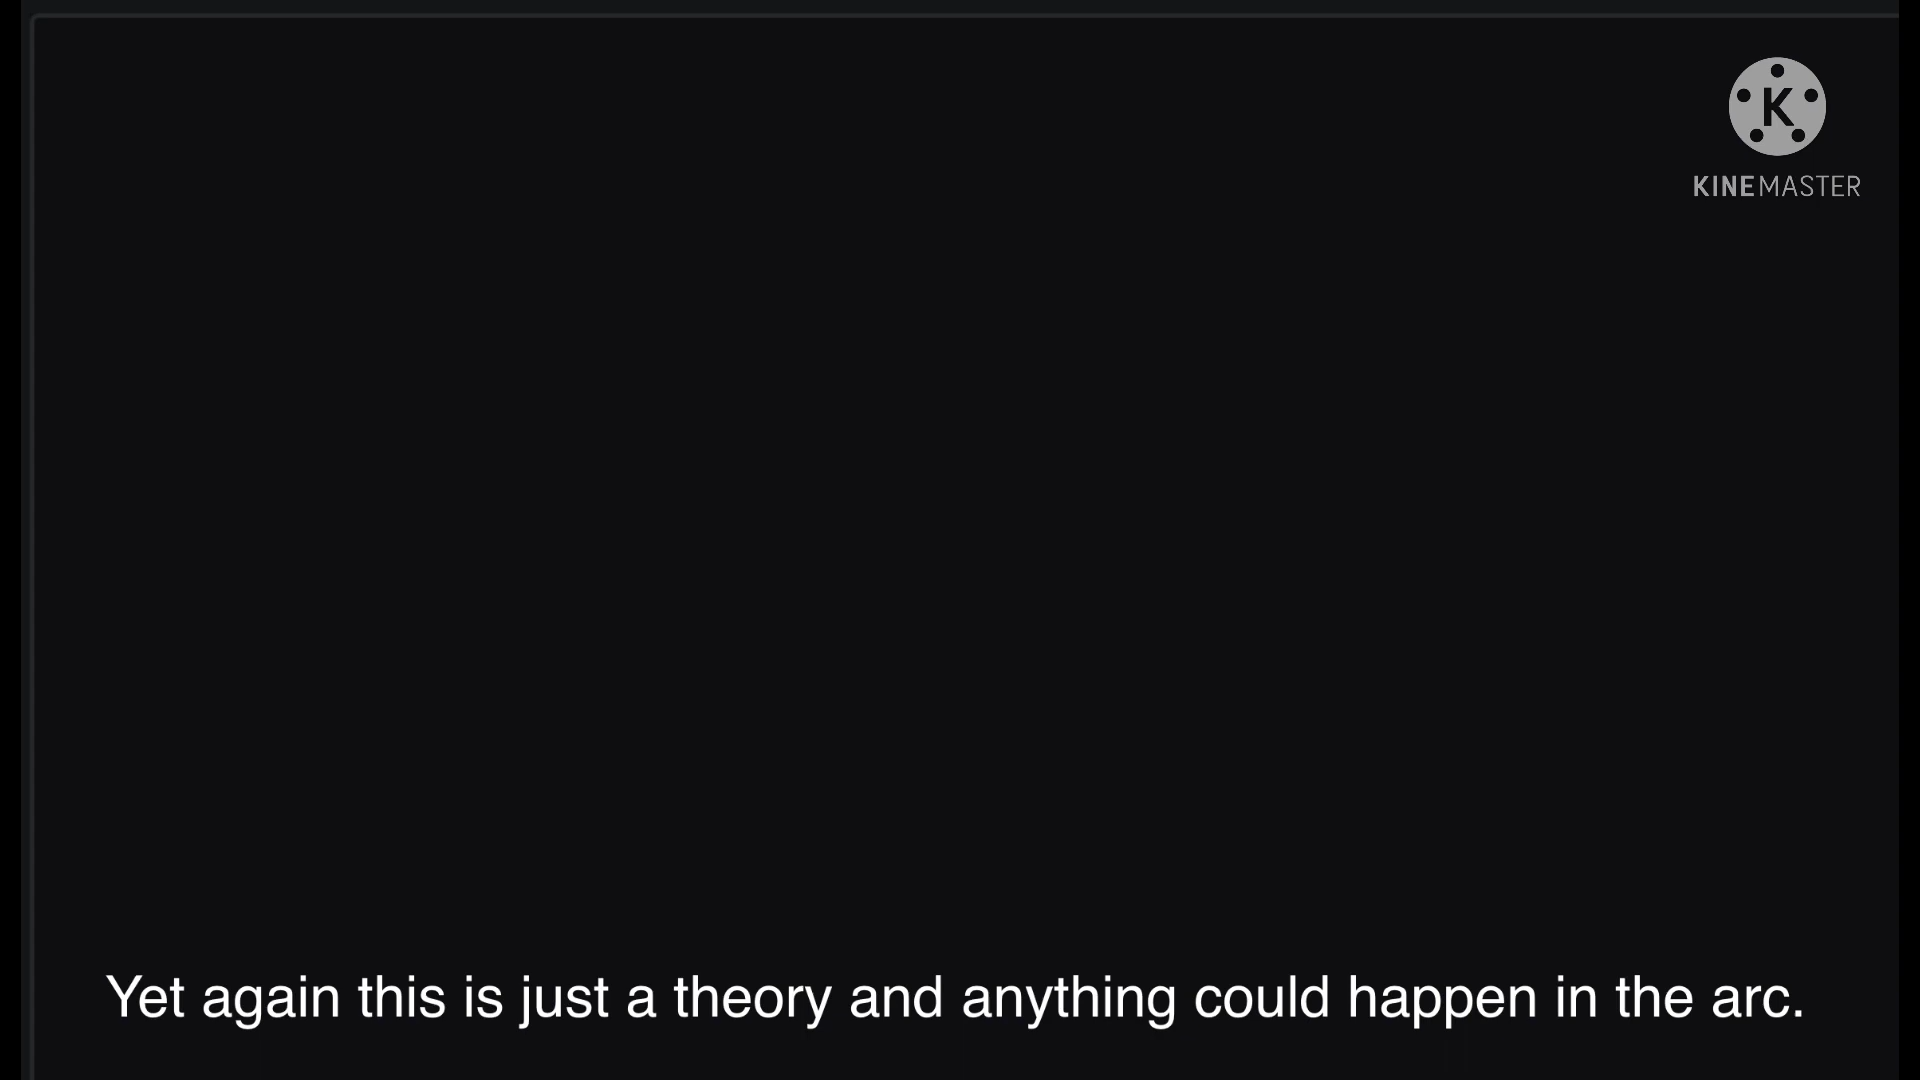 K
KINEMASTER
Yet again this is just a theory and anything could happen in the arc.